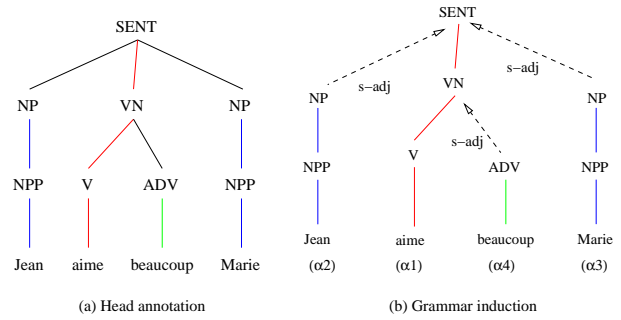 SENT
NP VN NP
NPP V ADV NPP
Jean aime beaucoup Marie
(a) Head annotation
SENT
s−adj s−adj
NP VN
s−adj
NPP V ADV NPP
Jean aime beaucoup Marie
(α2) (α1) (α4) (α3)
(b) Grammar induction